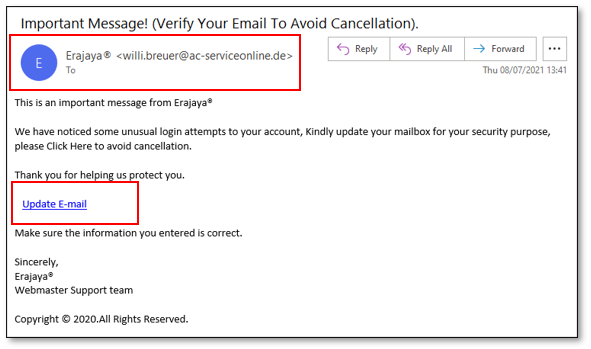 Important Message! (Verify Your Email To Avoid Cancellation).
E
Erajaya® <willi.breuer@ac-serviceonline.de>
To
Reply
Reply All
Forward
Thu 08/07/2021 13:41
This is an important message from Erajaya®
We have noticed some unusual login attempts to your account, Kindly update your mailbox for your security purpose,
please Click Here to avoid cancellation.
Thank you for helping us protect you.
Update E-mail
Make sure the information you entered is correct.
Sincerely,
Erajaya®
Webmaster Support team
Copyright © 2020.All Rights Reserved.